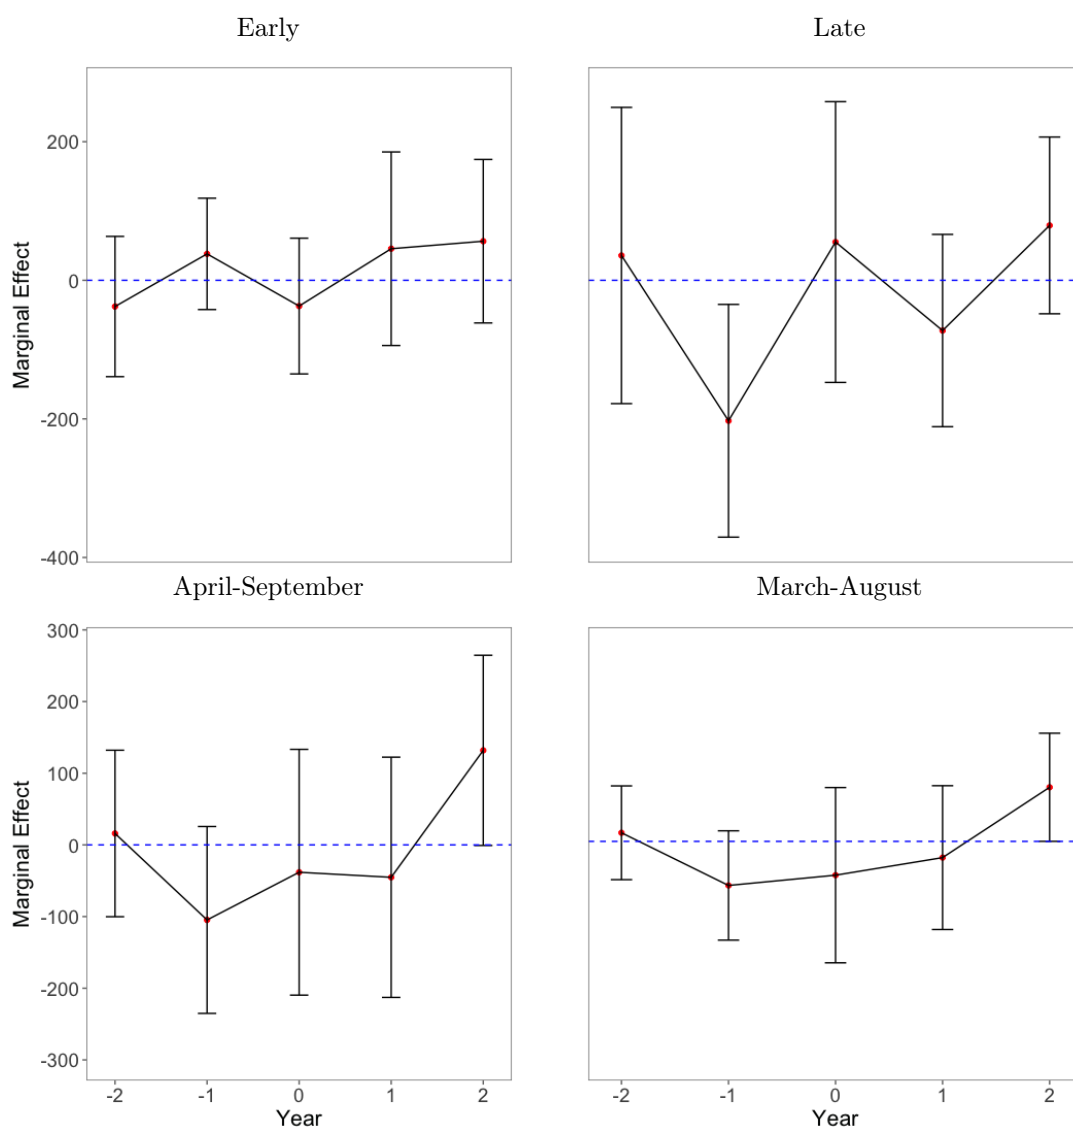 Early
Late
Marginal Effect
200
0
-200
-400
April-September
March-August
Marginal Effect
300
200
100
0
-100
-200
-300
-2 -1 0 1 2
Year
-2 -1 0 1 2
Year